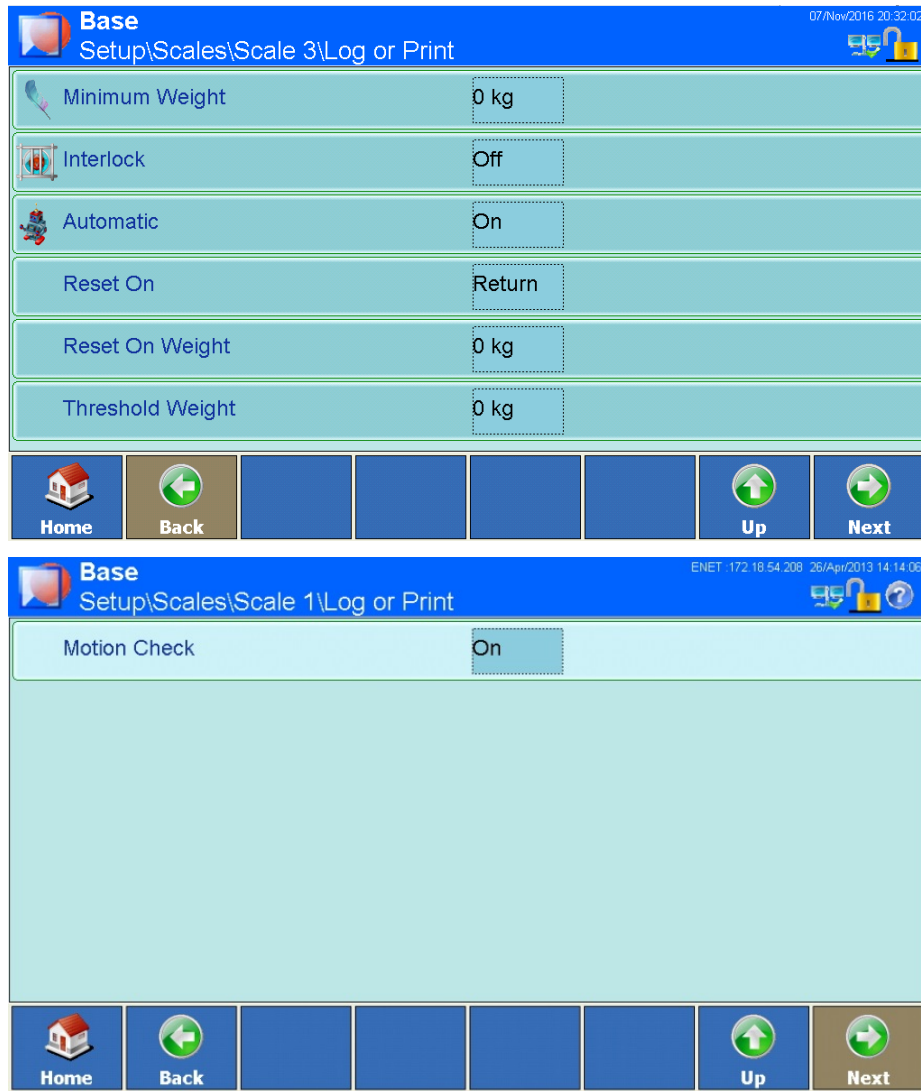 Base
07/Nov/2016 20:32:02
Setup\Scales\Scale 3\Log or Print
Minimum Weight 0 kg
Interlock Off
Automatic On
Reset On Return
Reset On Weight 0 kg
Threshold Weight 0 kg
Home Back Up Next
Base
ENET :172.18.54.208 26/Apr/2013 14:14:06
Setup\Scales\Scale 1\Log or Print
Motion Check On
Home Back Up Next